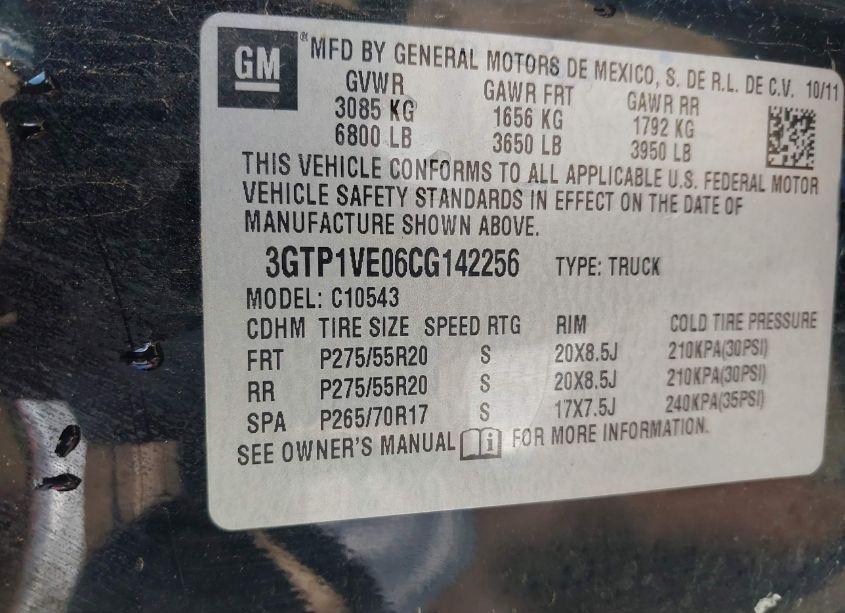 GM ® MFD BY GENERAL MOTORS DE MEXICO, S. DE R.L. DE C.V. 10/11
GVWR GAWR FRT GAWR RR
3085 KG 1656 KG 1792 KG
6800 LB 3650 LB 3950 LB
THIS VEHICLE CONFORMS TO ALL APPLICABLE U.S. FEDERAL MOTOR
VEHICLE SAFETY STANDARDS IN EFFECT ON THE DATE OF
MANUFACTURE SHOWN ABOVE.
3GTP1VE06CG142256 TYPE: TRUCK
MODEL: C10543
CDHM TIRE SIZE SPEED RTG RIM COLD TIRE PRESSURE
FRT P275/55R20 S 20X8.5J 210KPA(30PSI)
RR P275/55R20 S 20X8.5J 210KPA(30PSI)
SPA P265/70R17 S 17X7.5J 240KPA(35PSI)
SEE OWNER'S MANUAL i FOR MORE INFORMATION.